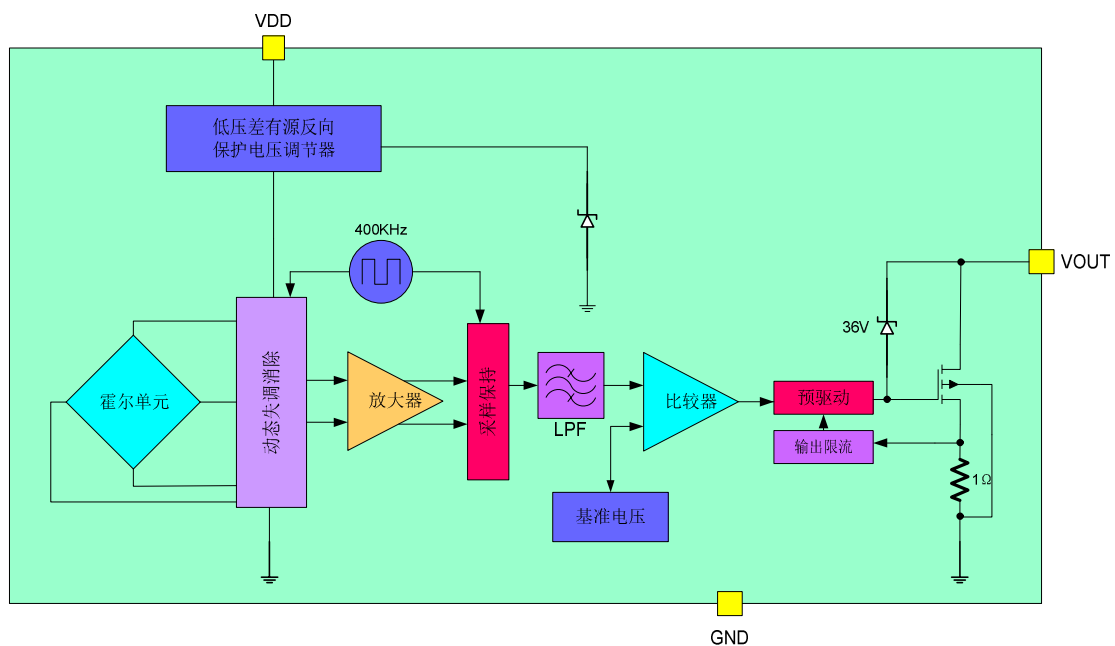 VDD
低压差有源反向
保护电压调节器
400KHz
VOUT
36V
霍尔单元
动态失调消除
放大器
采样保持
LPF
比较器
预驱动
输出限流
1Ω
基准电压
GND